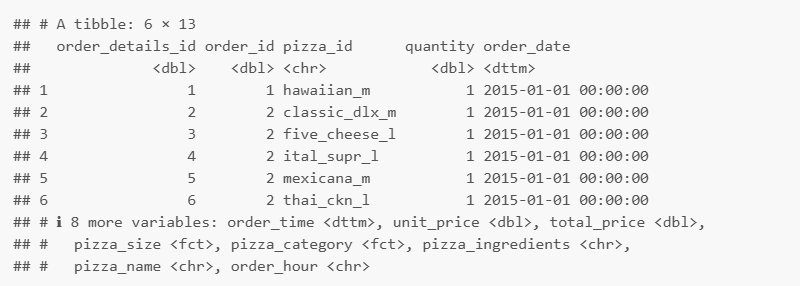 ## # A tibble: 6 × 13
##   order_details_id order_id pizza_id      quantity order_date
##              <dbl>    <dbl> <chr>            <dbl> <dttm>
## 1                1        1 hawaiian_m           1 2015-01-01 00:00:00
## 2                2        2 classic_dlx_m        1 2015-01-01 00:00:00
## 3                3        2 five_cheese_l        1 2015-01-01 00:00:00
## 4                4        2 ital_supr_l          1 2015-01-01 00:00:00
## 5                5        2 mexicana_m           1 2015-01-01 00:00:00
## 6                6        2 thai_ckn_l           1 2015-01-01 00:00:00
## # ℹ 8 more variables: order_time <dttm>, unit_price <dbl>, total_price <dbl>,
## #   pizza_size <fct>, pizza_category <fct>, pizza_ingredients <chr>,
## #   pizza_name <chr>, order_hour <chr>